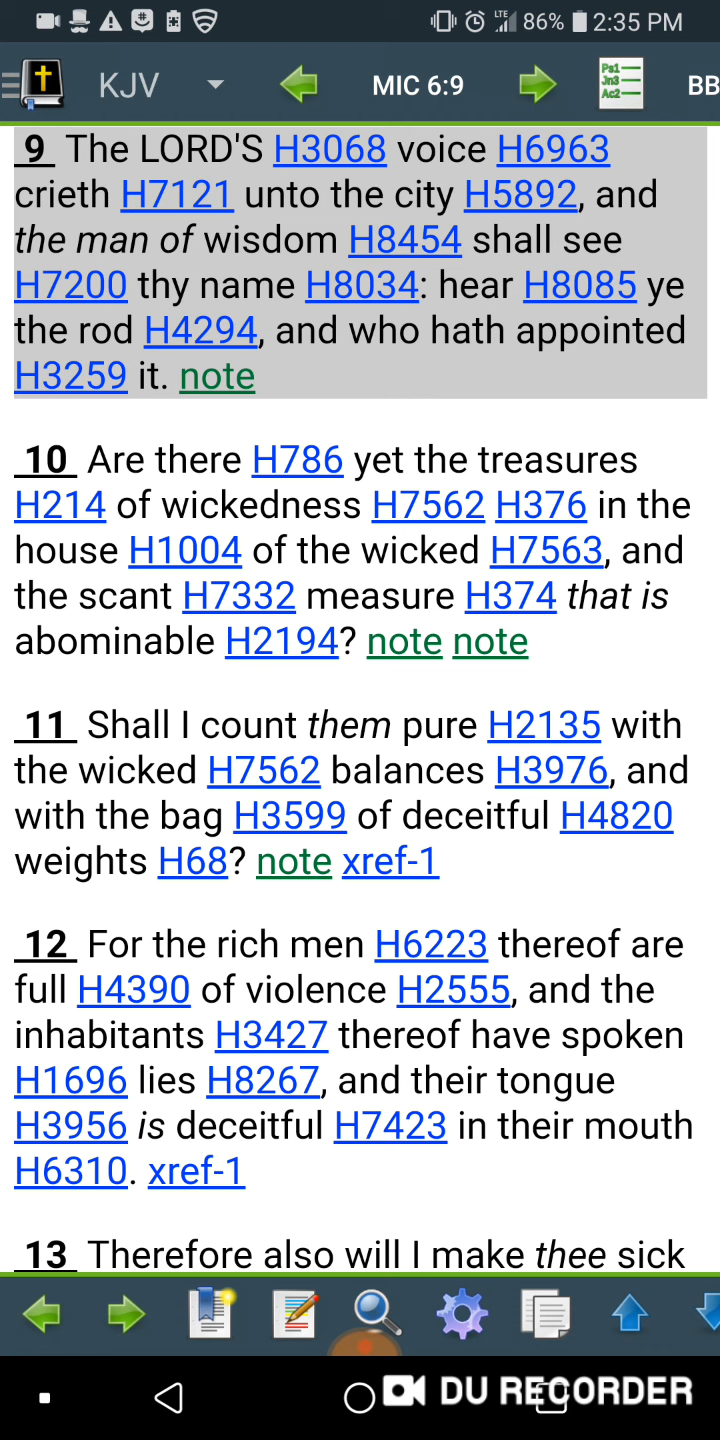 LTE 86% 2:35 PM
KJV MIC 6:9 Ps1 Jn3 Ac2 BB
9 The LORD'S H3068 voice H6963
crieth H7121 unto the city H5892, and
the man of wisdom H8454 shall see
H7200 thy name H8034: hear H8085 ye
the rod H4294, and who hath appointed
H3259 it. note
10 Are there H786 yet the treasures
H214 of wickedness H7562 H376 in the
house H1004 of the wicked H7563, and
the scant H7332 measure H374 that is
abominable H2194? note note
11 Shall I count them pure H2135 with
the wicked H7562 balances H3976, and
with the bag H3599 of deceitful H4820
weights H68? note xref-1
12 For the rich men H6223 thereof are
full H4390 of violence H2555, and the
inhabitants H3427 thereof have spoken
H1696 lies H8267, and their tongue
H3956 is deceitful H7423 in their mouth
H6310. xref-1
13 Therefore also will I make thee sick
DU RECORDER